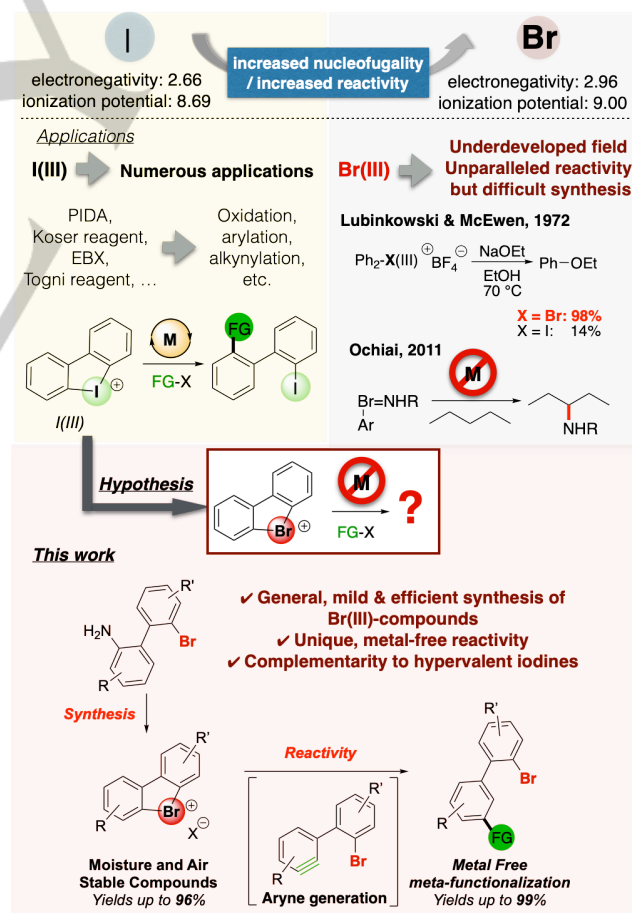 I
increased nucleofugality
/ increased reactivity
Br
electronegativity: 2.66
ionization potential: 8.69
electronegativity: 2.96
ionization potential: 9.00
Applications
I(III)
Numerous applications
PIDA,
Koser reagent,
EBX,
Togni reagent, …
Oxidation,
arylation,
alkynylation,
etc.
M
FG-X
I
⊕
FG
I
I(III)
Br(III)
Underdeveloped field
Unparalleled reactivity
but difficult synthesis
Lubinkowski & McEwen, 1972
Ph2-X(III) ⊕ BF4 ⊖
NaOEt
EtOH
70 °C
Ph–OEt
X = Br: 98%
X = I: 14%
Ochiai, 2011
M
Br=NHR
Ar
NHR
Hypothesis
Br ⊕
M
FG-X
?
This work
R'
H2N
Br
R
✔ General, mild & efficient synthesis of
Br(III)-compounds
✔ Unique, metal-free reactivity
✔ Complementarity to hypervalent iodines
Synthesis
R'
Br ⊕
R
X⊖
Moisture and Air
Stable Compounds
Yields up to 96%
Reactivity
R'
Br
R
Aryne generation
R'
Br
R
FG
Metal Free
meta-functionalization
Yields up to 99%